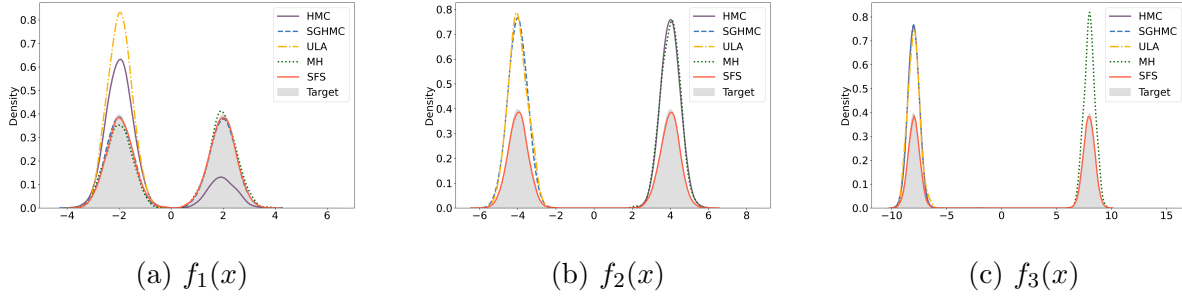 Density
0.8
0.7
0.6
0.5
0.4
0.3
0.2
0.1
0.0
−4
−2
0
2
4
6
HMC
SGHMC
ULA
MH
SFS
Target
(a) f₁(x)
Density
0.8
0.7
0.6
0.5
0.4
0.3
0.2
0.1
0.0
−6
−4
−2
0
2
4
6
8
HMC
SGHMC
ULA
MH
SFS
Target
(b) f₂(x)
Density
0.8
0.7
0.6
0.5
0.4
0.3
0.2
0.1
0.0
−10
−5
0
5
10
15
HMC
SGHMC
ULA
MH
SFS
Target
(c) f₃(x)